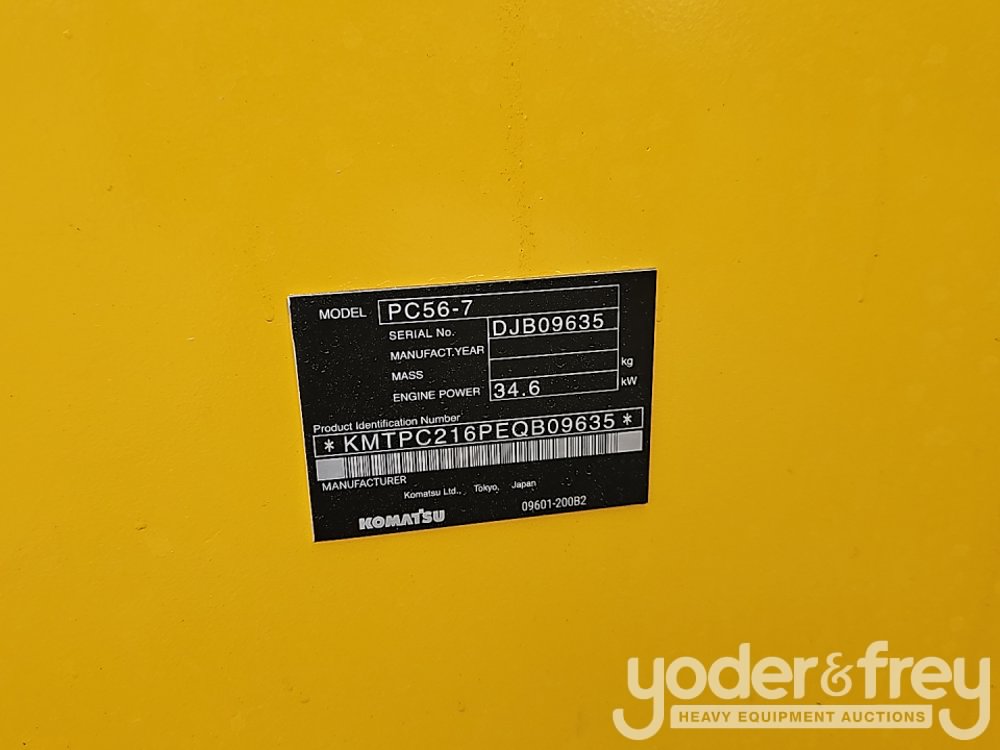 MODEL PC56-7
SERIAL No. DJB09635
MANUFACT.YEAR
MASS kg
ENGINE POWER 34.6 kW
Product Identification Number
*KMTPC216PEQB09635*
MANUFACTURER
Komatsu Ltd., Tokyo, Japan
KOMATSU 09601-200B2
yoder&frey
HEAVY EQUIPMENT AUCTIONS